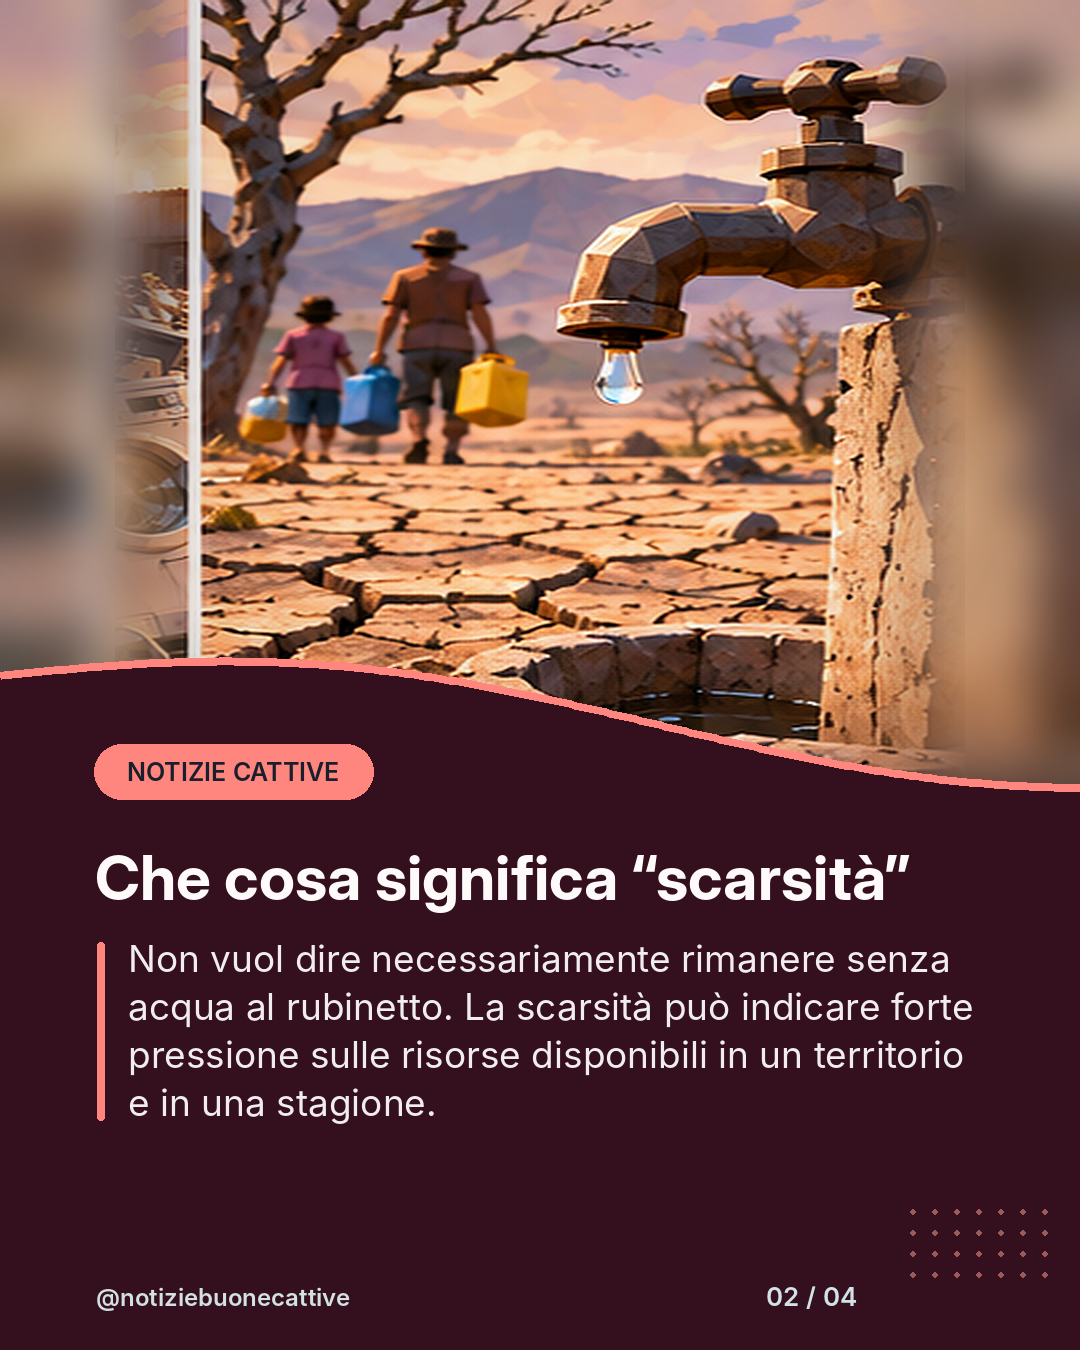 NOTIZIE CATTIVE
Che cosa significa “scarsità”
Non vuol dire necessariamente rimanere senza
acqua al rubinetto. La scarsità può indicare forte
pressione sulle risorse disponibili in un territorio
e in una stagione.
@notiziebuonecattive
02 / 04